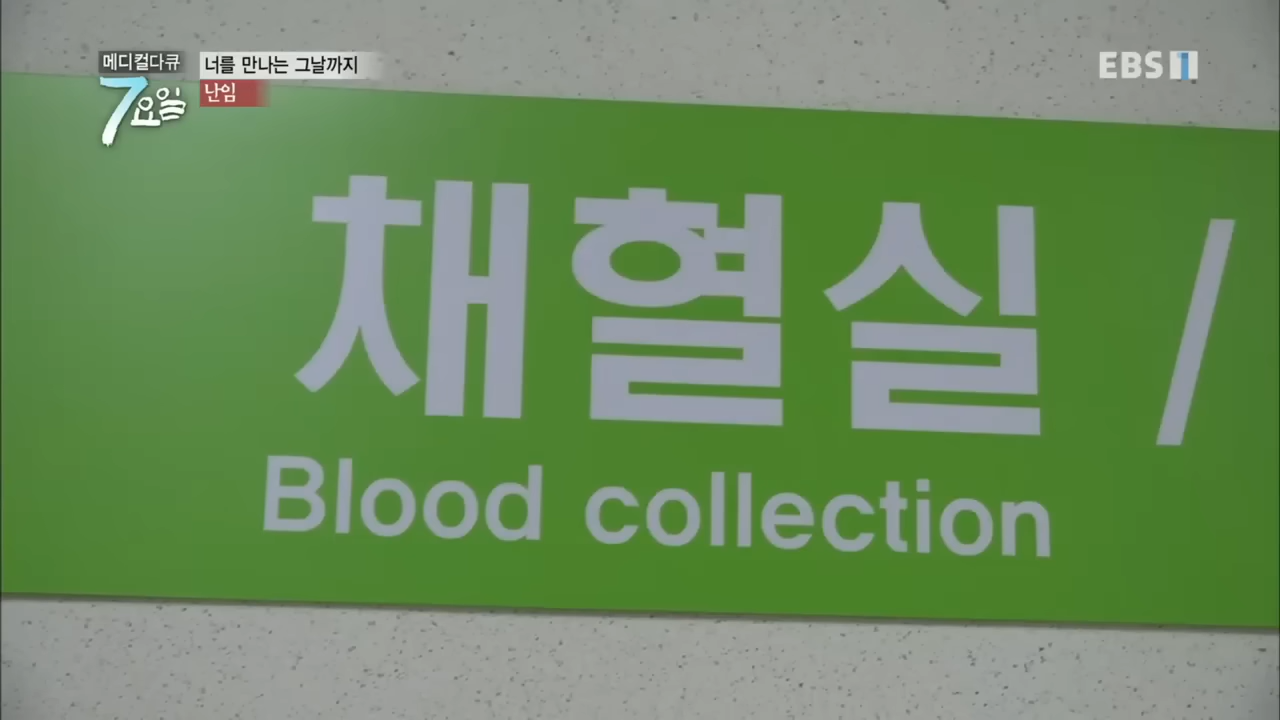 메디컬다큐
7요일
너를 만나는 그날까지
난임
EBS 1
채혈실 /
Blood collection